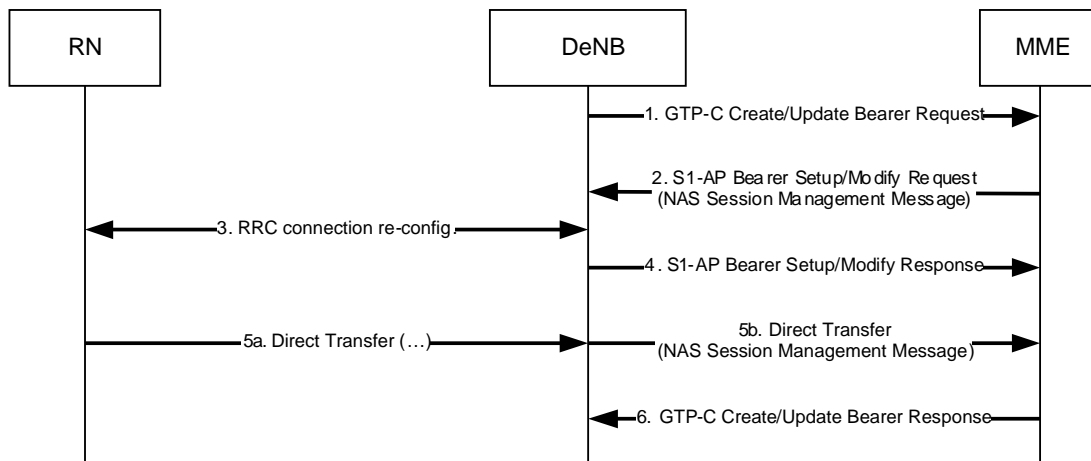 RN
DeNB
MME
1. GTP-C Create/Update Bearer Request
2. S1-AP Bearer Setup/Modify Request
(NAS Session Management Message)
3. RRC connection re-config.
4. S1-AP Bearer Setup/Modify Response
5a. Direct Transfer (…)
5b. Direct Transfer
(NAS Session Management Message)
6. GTP-C Create/Update Bearer Response